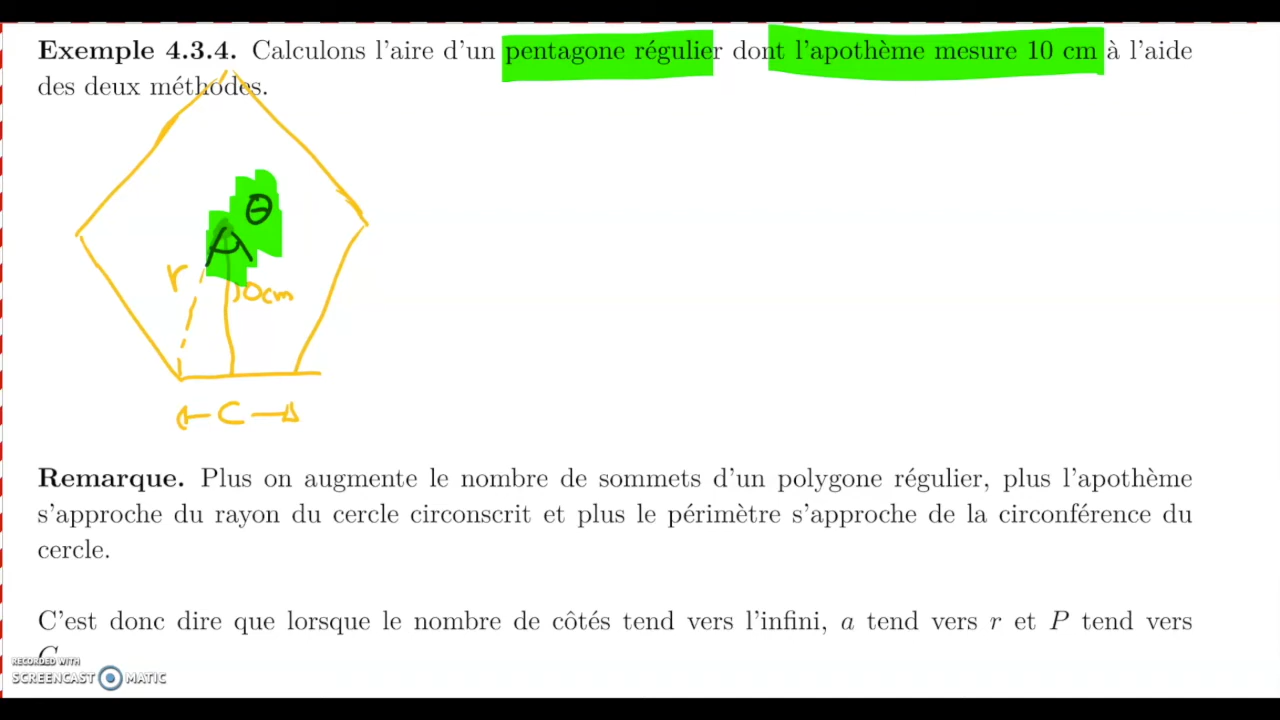 Exemple 4.3.4. Calculons l'aire d'un pentagone régulier dont l'apothème mesure 10 cm à l'aide
des deux méthodes.
θ
r
10cm
C
Remarque. Plus on augmente le nombre de sommets d'un polygone régulier, plus l'apothème
s'approche du rayon du cercle circonscrit et plus le périmètre s'approche de la circonférence du
cercle.
C'est donc dire que lorsque le nombre de côtés tend vers l'infini, a tend vers r et P tend vers
C
RECORDED WITH
SCREENCAST MATIC